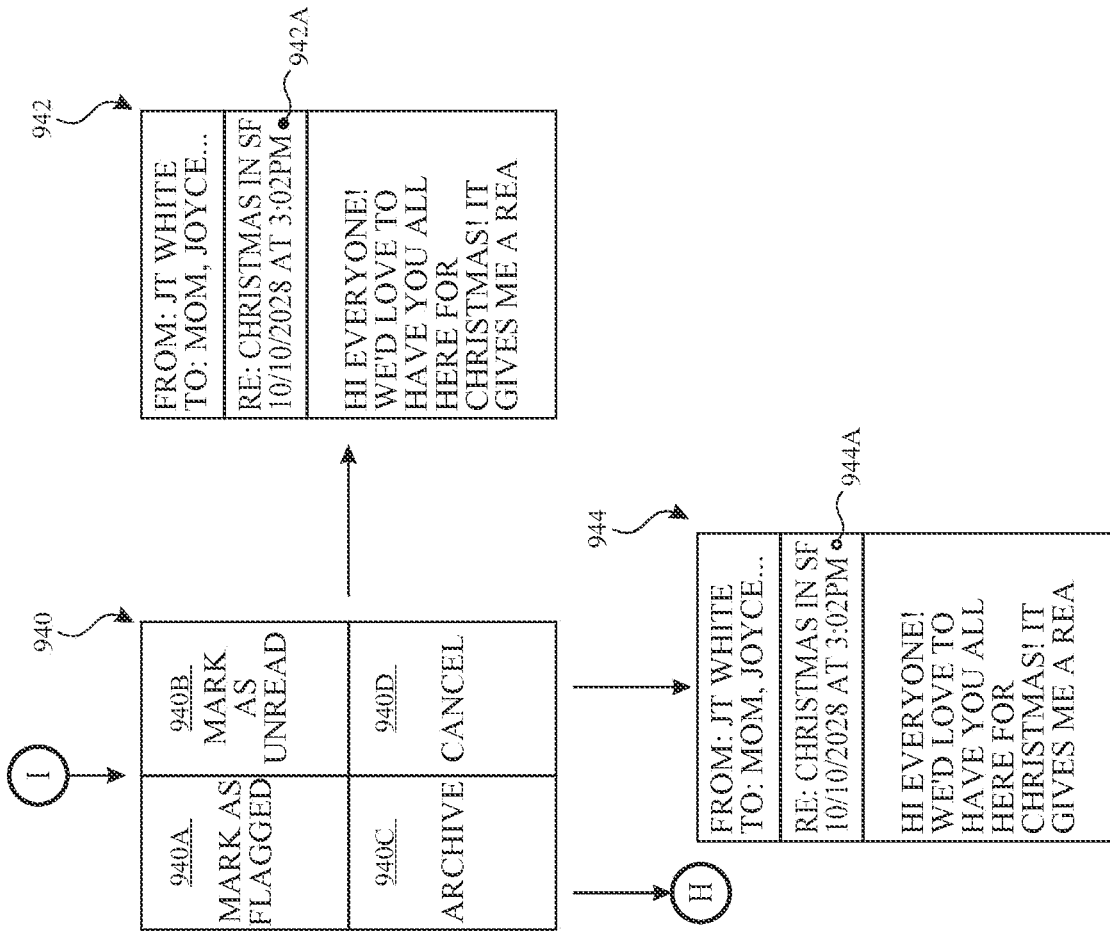 I
940
940A
MARK AS
FLAGGED
940B
MARK
AS
UNREAD
940C
ARCHIVE
940D
CANCEL
942
FROM: JT WHITE
TO: MOM, JOYCE...
RE: CHRISTMAS IN SF
10/10/2028 AT 3:02PM
942A
HI EVERYONE!
WE'D LOVE TO
HAVE YOU ALL
HERE FOR
CHRISTMAS! IT
GIVES ME A REA
H
944
FROM: JT WHITE
TO: MOM, JOYCE...
RE: CHRISTMAS IN SF
10/10/2028 AT 3:02PM
944A
HI EVERYONE!
WE'D LOVE TO
HAVE YOU ALL
HERE FOR
CHRISTMAS! IT
GIVES ME A REA